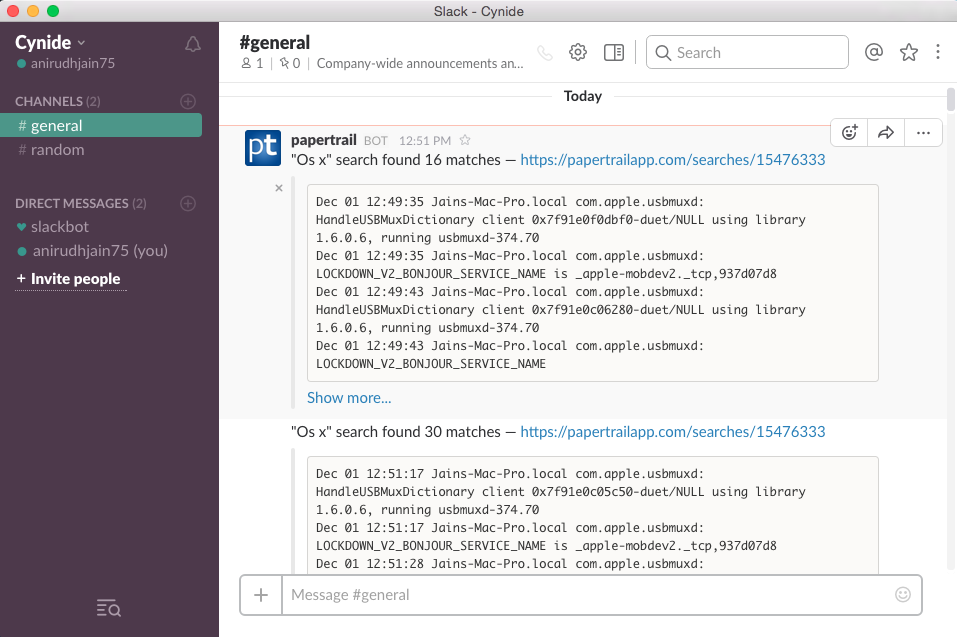 Slack - Cynide
Cynide
anirudhjain75
CHANNELS (2)
# general
# random
DIRECT MESSAGES (2)
slackbot
anirudhjain75 (you)
+ Invite people
#general
1 | 0 | Company-wide announcements an...
Search
Today
pt
papertrail BOT 12:51 PM
"Os x" search found 16 matches — https://papertrailapp.com/searches/15476333
Dec 01 12:49:35 Jains-Mac-Pro.local com.apple.usbmuxd:
HandleUSBMuxDictionary client 0x7f91e0f0dbf0-duet/NULL using library
1.6.0.6, running usbmuxd-374.70
Dec 01 12:49:35 Jains-Mac-Pro.local com.apple.usbmuxd:
LOCKDOWN_V2_BONJOUR_SERVICE_NAME is _apple-mobdev2._tcp,937d07d8
Dec 01 12:49:43 Jains-Mac-Pro.local com.apple.usbmuxd:
HandleUSBMuxDictionary client 0x7f91e0c06280-duet/NULL using library
1.6.0.6, running usbmuxd-374.70
Dec 01 12:49:43 Jains-Mac-Pro.local com.apple.usbmuxd:
LOCKDOWN_V2_BONJOUR_SERVICE_NAME
Show more...
"Os x" search found 30 matches — https://papertrailapp.com/searches/15476333
Dec 01 12:51:17 Jains-Mac-Pro.local com.apple.usbmuxd:
HandleUSBMuxDictionary client 0x7f91e0c05c50-duet/NULL using library
1.6.0.6, running usbmuxd-374.70
Dec 01 12:51:17 Jains-Mac-Pro.local com.apple.usbmuxd:
LOCKDOWN_V2_BONJOUR_SERVICE_NAME is _apple-mobdev2._tcp,937d07d8
Dec 01 12:51:28 Jains-Mac-Pro.local com.apple.usbmuxd:
Message #general